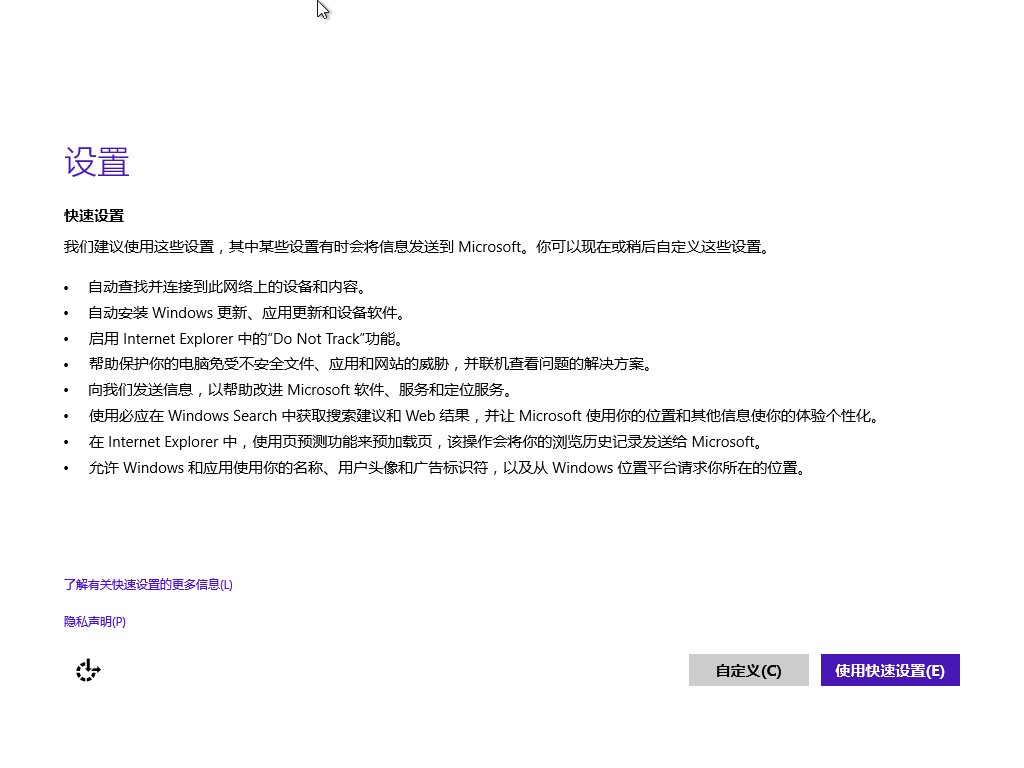 设置
快速设置
我们建议使用这些设置，其中某些设置有时会将信息发送到 Microsoft。你可以现在或稍后自定义这些设置。
• 自动查找并连接到此网络上的设备和内容。
• 自动安装 Windows 更新、应用更新和设备软件。
• 启用 Internet Explorer 中的“Do Not Track”功能。
• 帮助保护你的电脑免受不安全文件、应用和网站的威胁，并联机查看问题的解决方案。
• 向我们发送信息，以帮助改进 Microsoft 软件、服务和定位服务。
• 使用必应在 Windows Search 中获取搜索建议和 Web 结果，并让 Microsoft 使用你的位置和其他信息使你的体验个性化。
• 在 Internet Explorer 中，使用页预测功能来预加载页，该操作会将你的浏览历史记录发送给 Microsoft。
• 允许 Windows 和应用使用你的名称、用户头像和广告标识符，以及从 Windows 位置平台请求你所在的位置。
了解有关快速设置的更多信息(L)
隐私声明(P)
自定义(C)
使用快速设置(E)